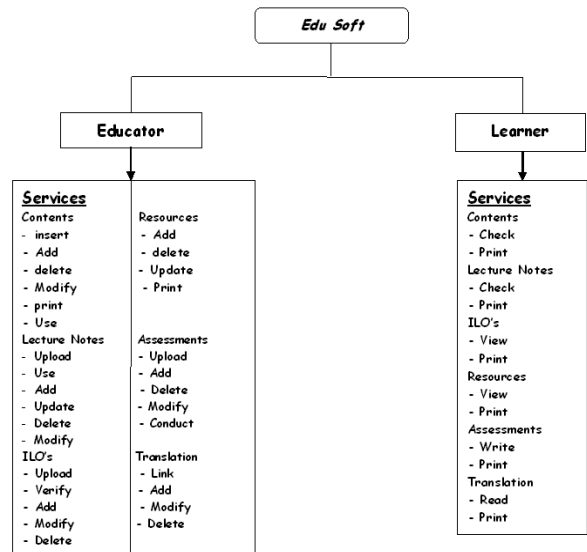 Edu Soft
Educator
Learner
Services
Contents
- insert
- Add
- delete
- Modify
- print
- Use
Lecture Notes
- Upload
- Use
- Add
- Update
- Delete
- Modify
ILO's
- Upload
- Verify
- Add
- Modify
- Delete
Resources
- Add
- delete
- Update
- Print
Assessments
- Upload
- Add
- Delete
- Modify
- Conduct
Translation
- Link
- Add
- Modify
- Delete
Services
Contents
- Check
- Print
Lecture Notes
- Check
- Print
ILO's
- View
- Print
Resources
- View
- Print
Assessments
- Write
- Print
Translation
- Read
- Print